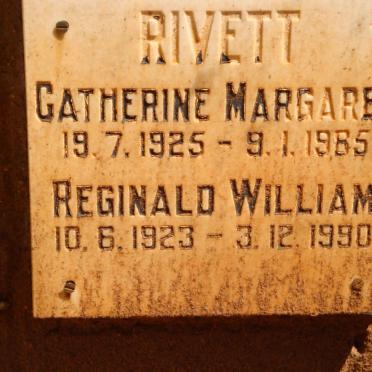 RIVETT
CATHERINE MARGARE
19.7.1925 - 9.1.1985
REGINALD WILLIAM
10.6.1923 - 3.12.1990